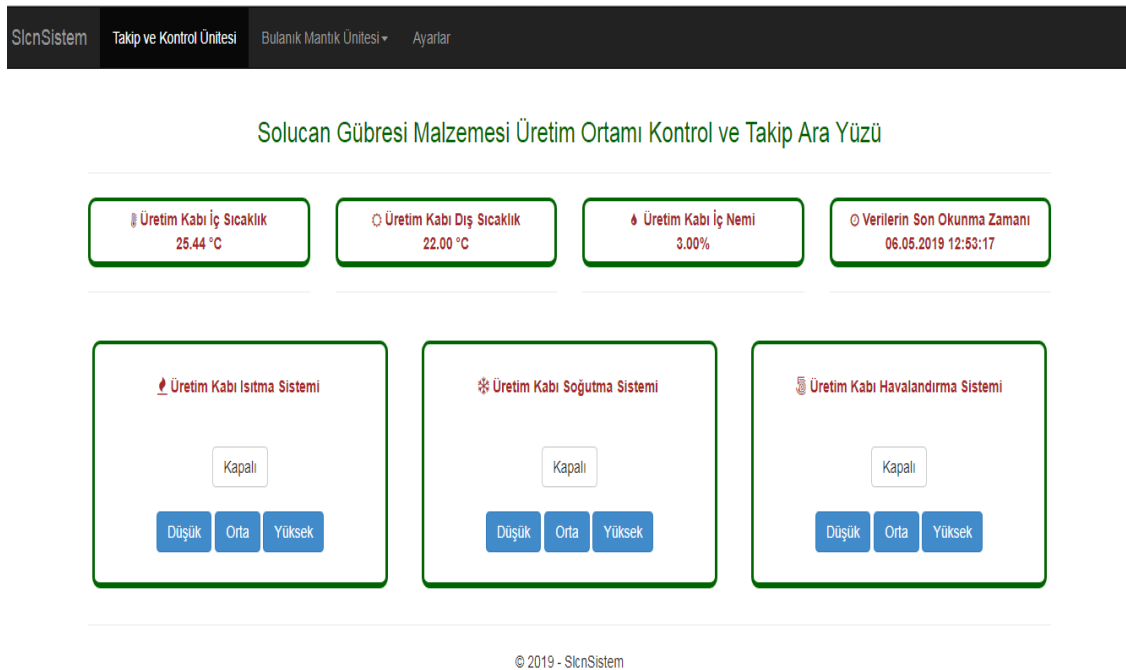 SlcnSistem Takip ve Kontrol Ünitesi Bulanık Mantık Ünitesi Ayarlar
Solucan Gübresi Malzemesi Üretim Ortamı Kontrol ve Takip Ara Yüzü
Üretim Kabı İç Sıcaklık
25.44 °C
Üretim Kabı Dış Sıcaklık
22.00 °C
Üretim Kabı İç Nemi
3.00%
Verilerin Son Okunma Zamanı
06.05.2019 12:53:17
Üretim Kabı Isıtma Sistemi
Kapalı
Düşük Orta Yüksek
Üretim Kabı Soğutma Sistemi
Kapalı
Düşük Orta Yüksek
Üretim Kabı Havalandırma Sistemi
Kapalı
Düşük Orta Yüksek
© 2019 - SlcnSistem